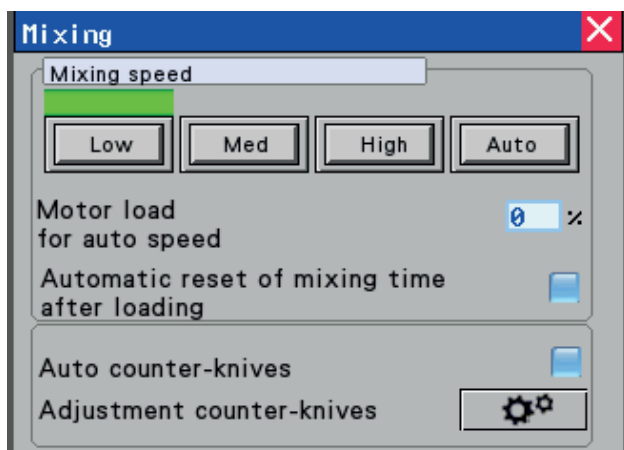 Mixing
Mixing speed
Low Med High Auto
Motor load
for auto speed
0 %
Automatic reset of mixing time
after loading
Auto counter-knives
Adjustment counter-knives